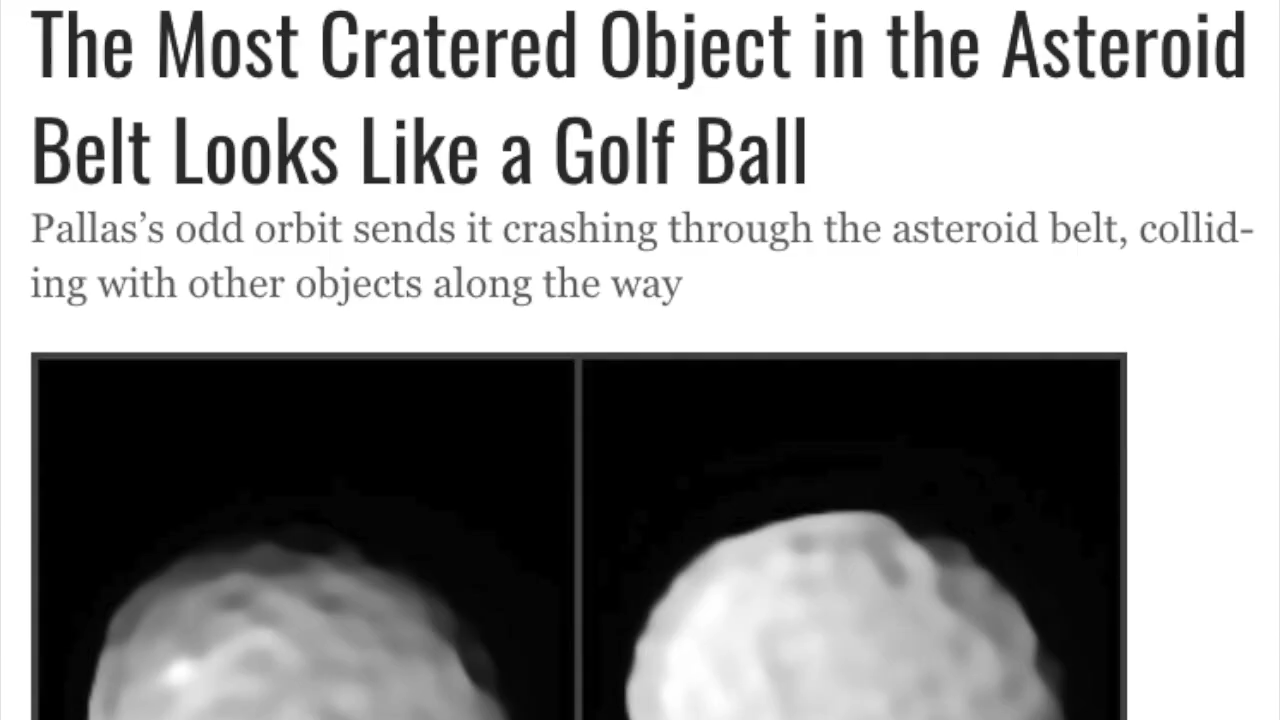 The Most Cratered Object in the Asteroid
Belt Looks Like a Golf Ball
Pallas’s odd orbit sends it crashing through the asteroid belt, collid-
ing with other objects along the way